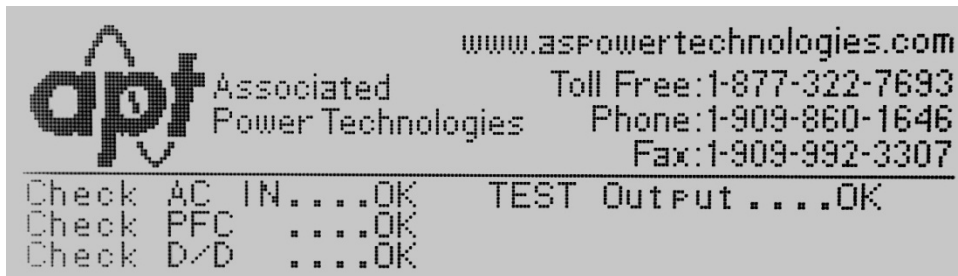 www.aspowertechnologies.com
apt
Associated
Power Technologies
Toll Free:1-877-322-7693
Phone:1-909-860-1646
Fax:1-909-992-3307
Check AC IN....OK TEST Output....OK
Check PFC ....OK
Check D/D ....OK